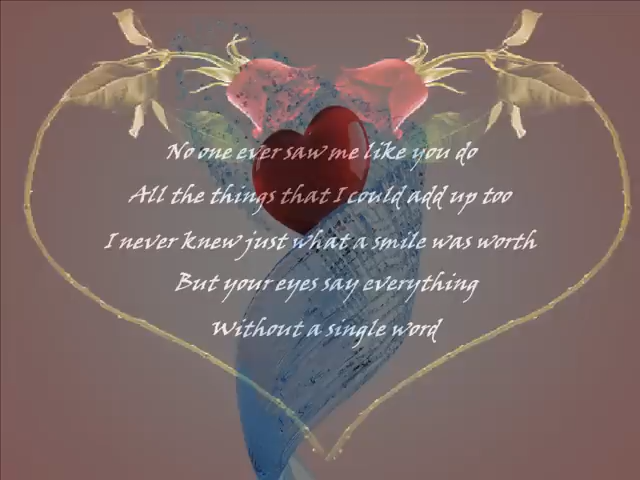 No one ever saw me like you do
All the things that I could add up too
I never knew just what a smile was worth
But your eyes say everything
Without a single word